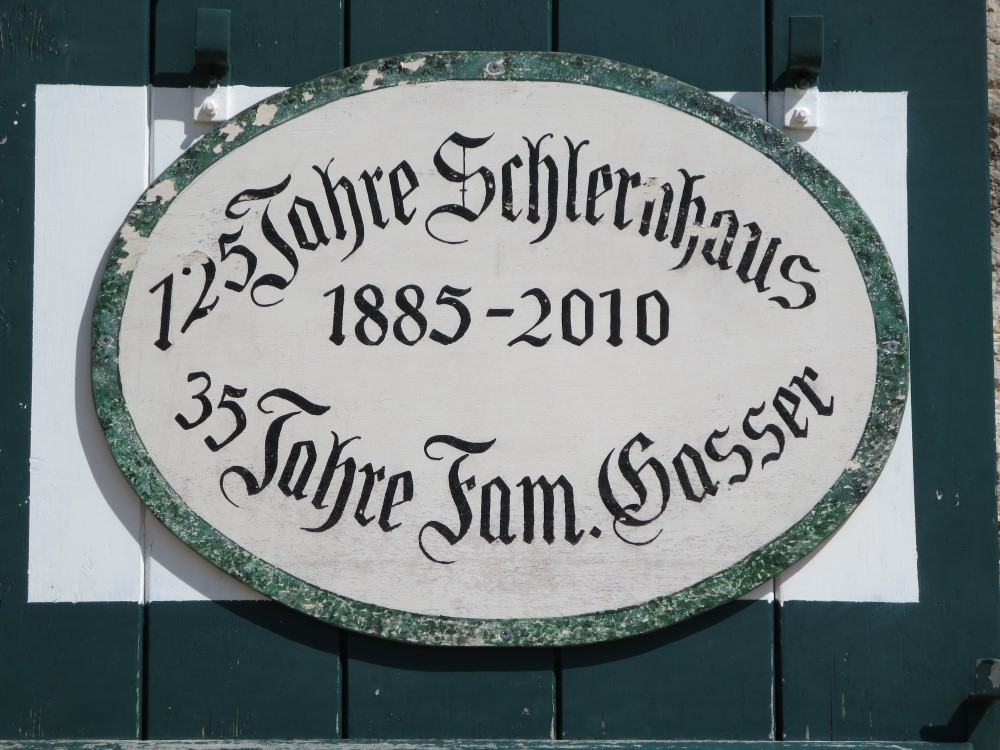 125 Jahre Schlernhaus
1885-2010
35 Jahre Fam. Gasser